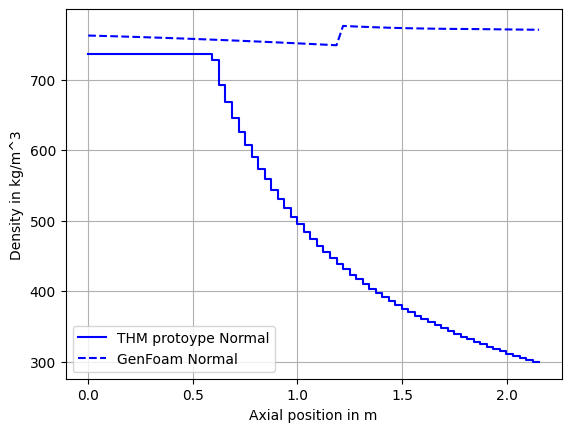 Density in kg/m^3
700
600
500
400
300
THM protoype Normal
GenFoam Normal
0.0 0.5 1.0 1.5 2.0
Axial position in m